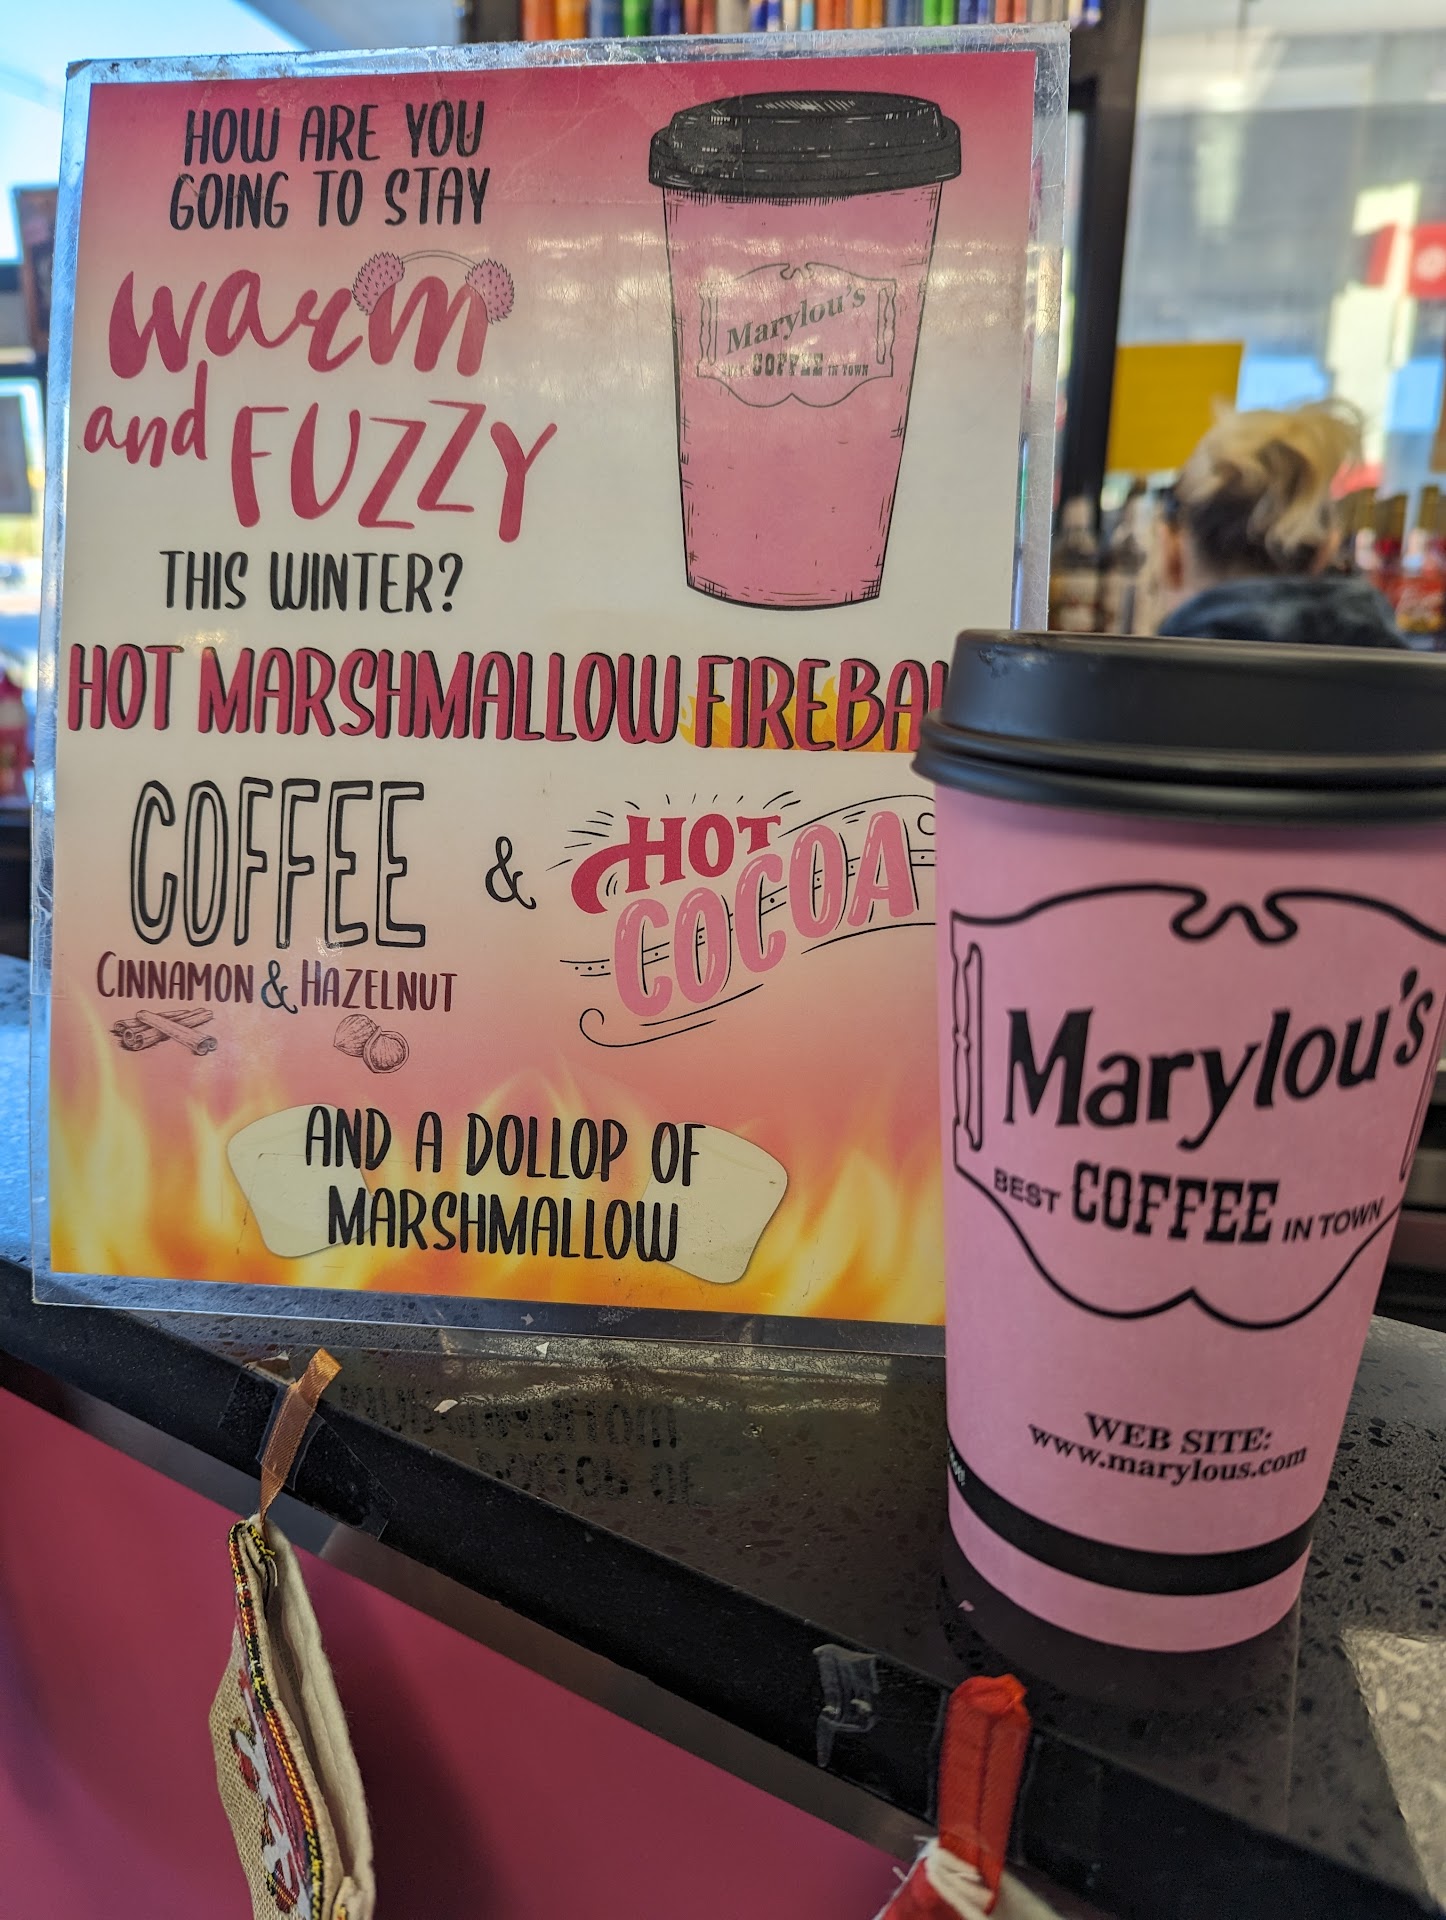 HOW ARE YOU
GOING TO STAY
warm
and FUZZY
THIS WINTER?
HOT MARSHMALLOW
COFFEE & HOT COCOA
CINNAMON & HAZELNUT
AND A DOLLOP OF
MARSHMALLOW
Marylou's
COFFEE IN TOWN
Marylou's
BEST COFFEE IN TOWN
WEB SITE:
www.marylous.com